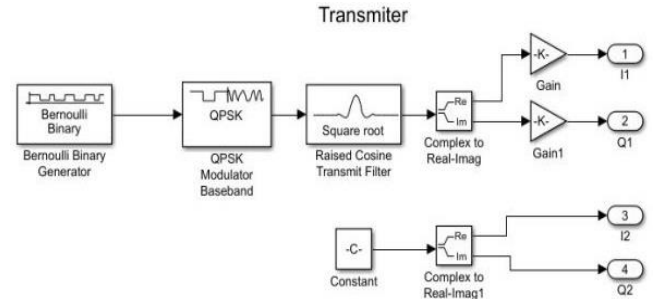 Transmiter
Bernoulli
Binary
Bernoulli Binary
Generator
QPSK
QPSK
Modulator
Baseband
Square root
Raised Cosine
Transmit Filter
Re
Im
Complex to
Real-Imag
-K-
Gain
1
I1
-K-
Gain1
2
Q1
-C-
Constant
Re
Im
Complex to
Real-Imag1
3
I2
4
Q2